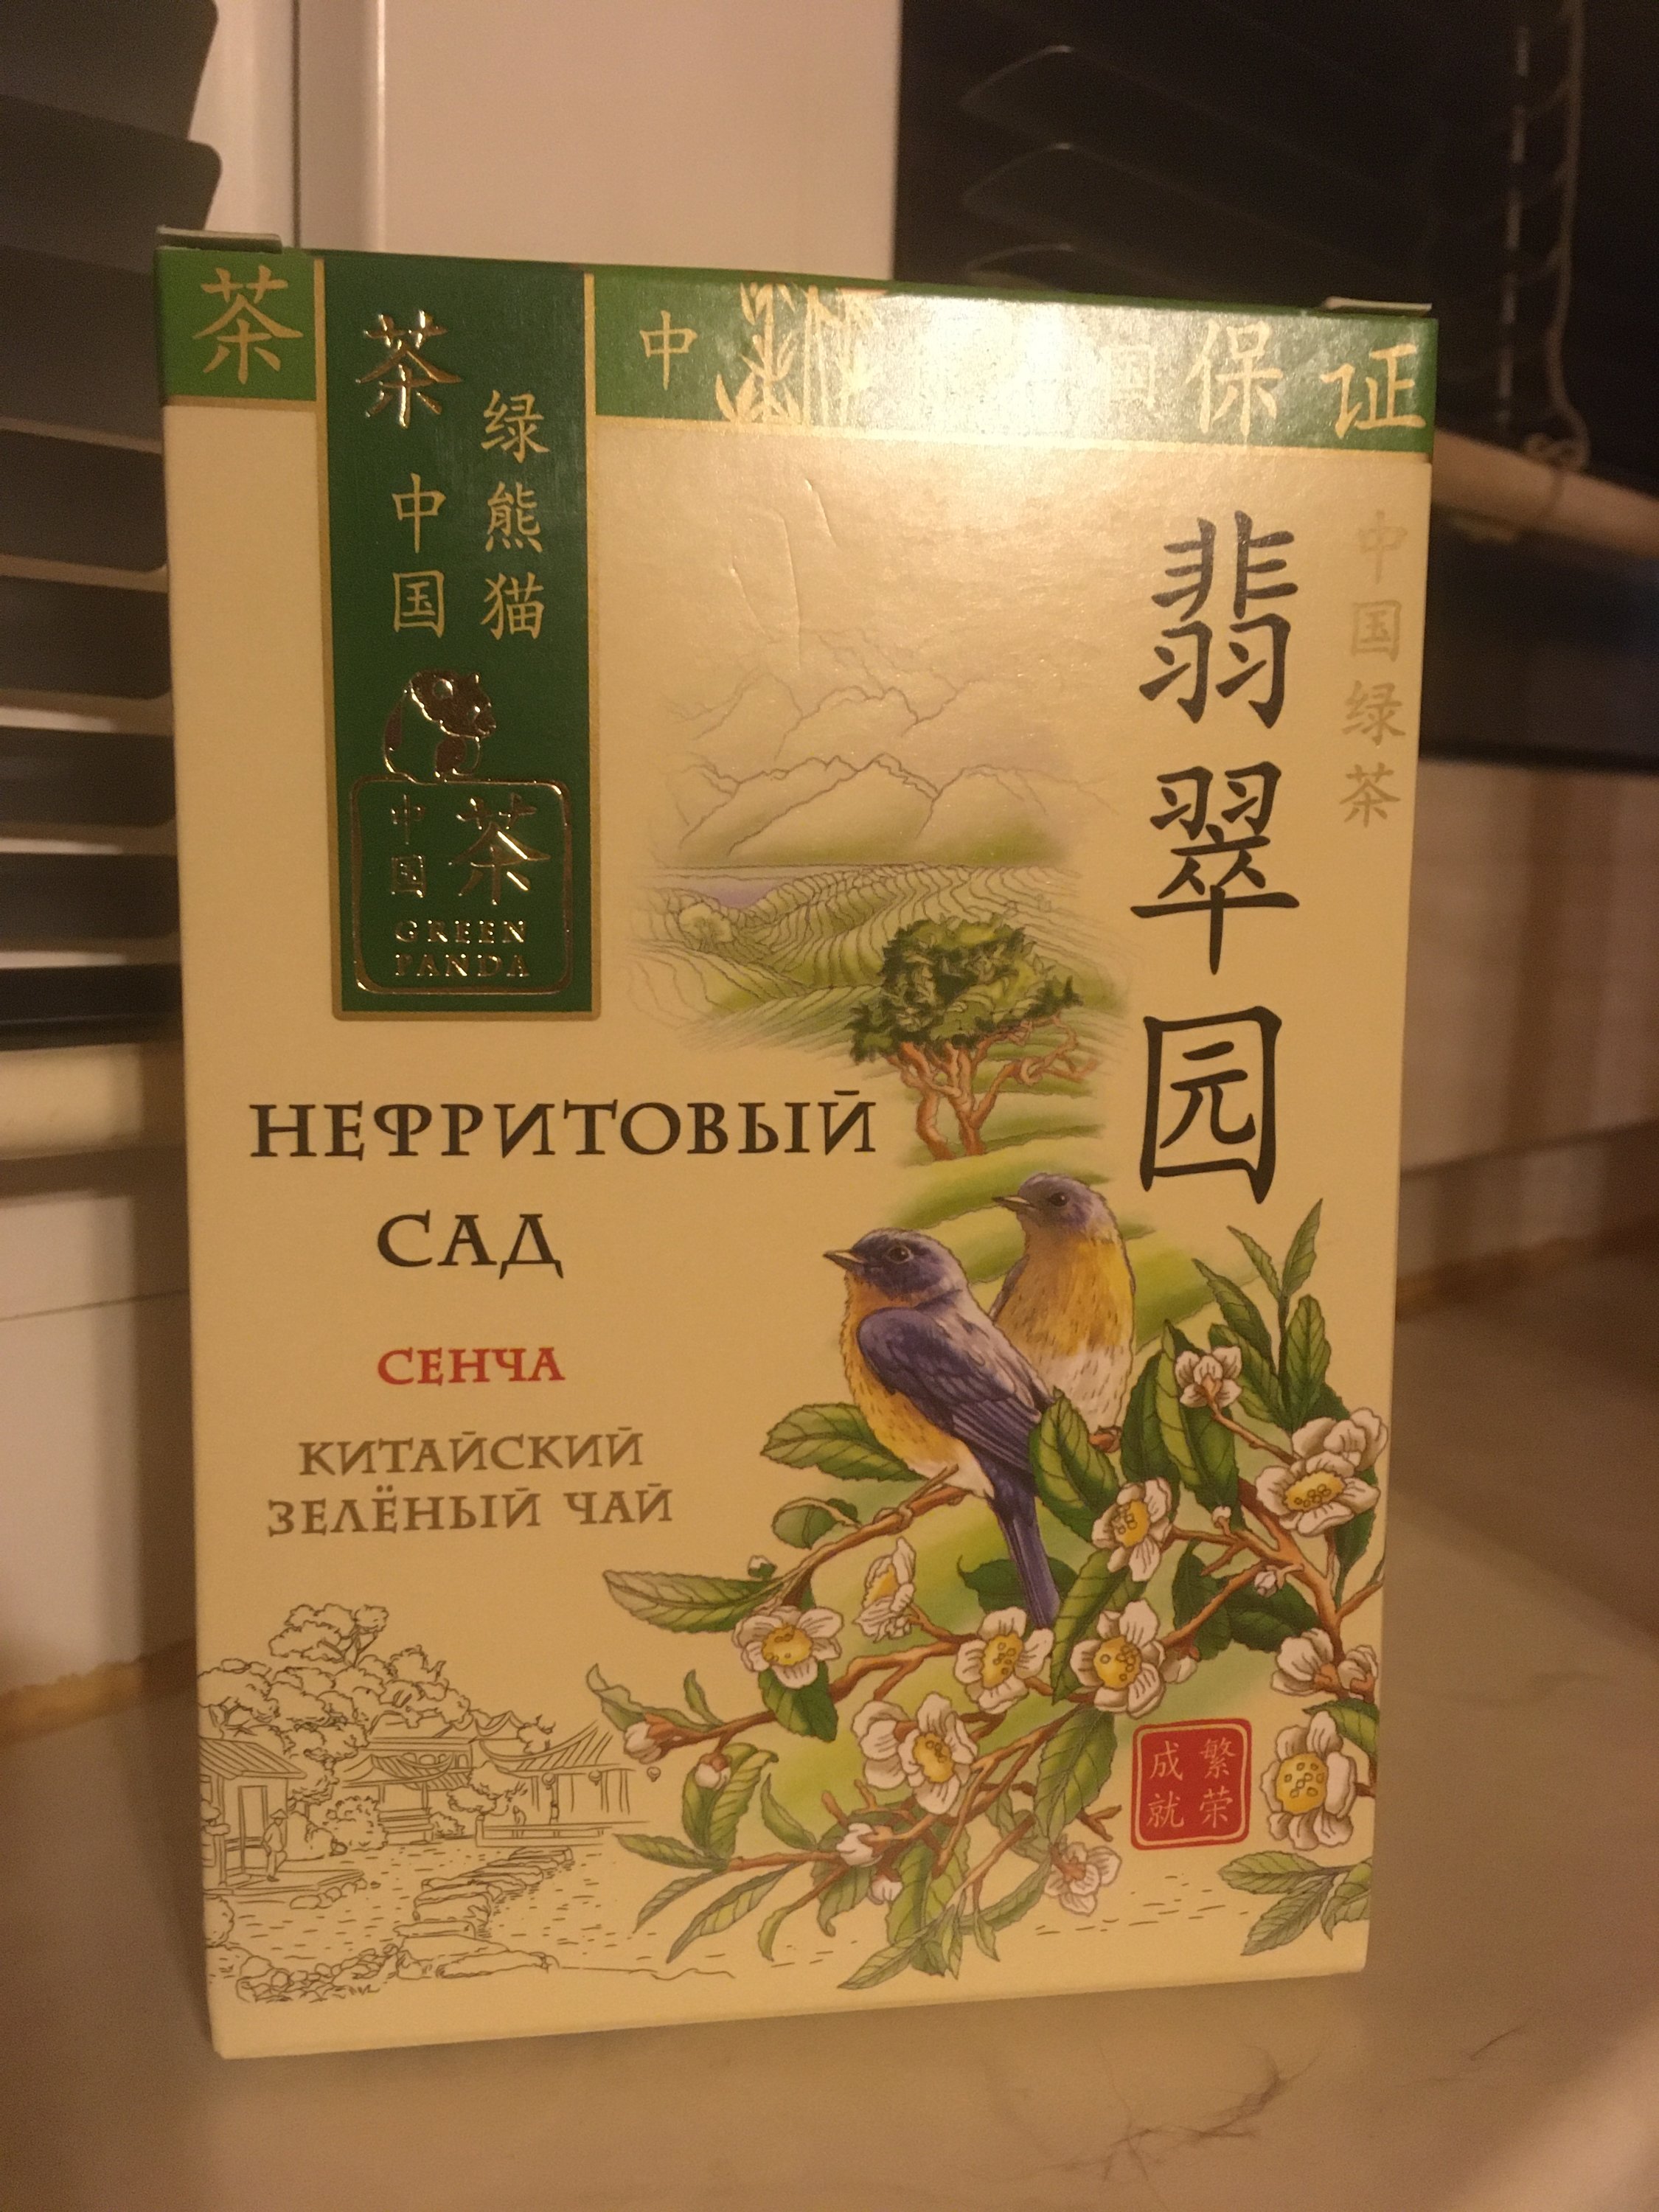 茶
茶
中国
绿熊猫
中国
茶
GREEN
PANDA
中
国
保证
翡翠园
中国绿茶
НЕФРИТОВЫЙ
САД
СЕНЧА
КИТАЙСКИЙ
ЗЕЛЁНЫЙ ЧАЙ
繁荣
成就